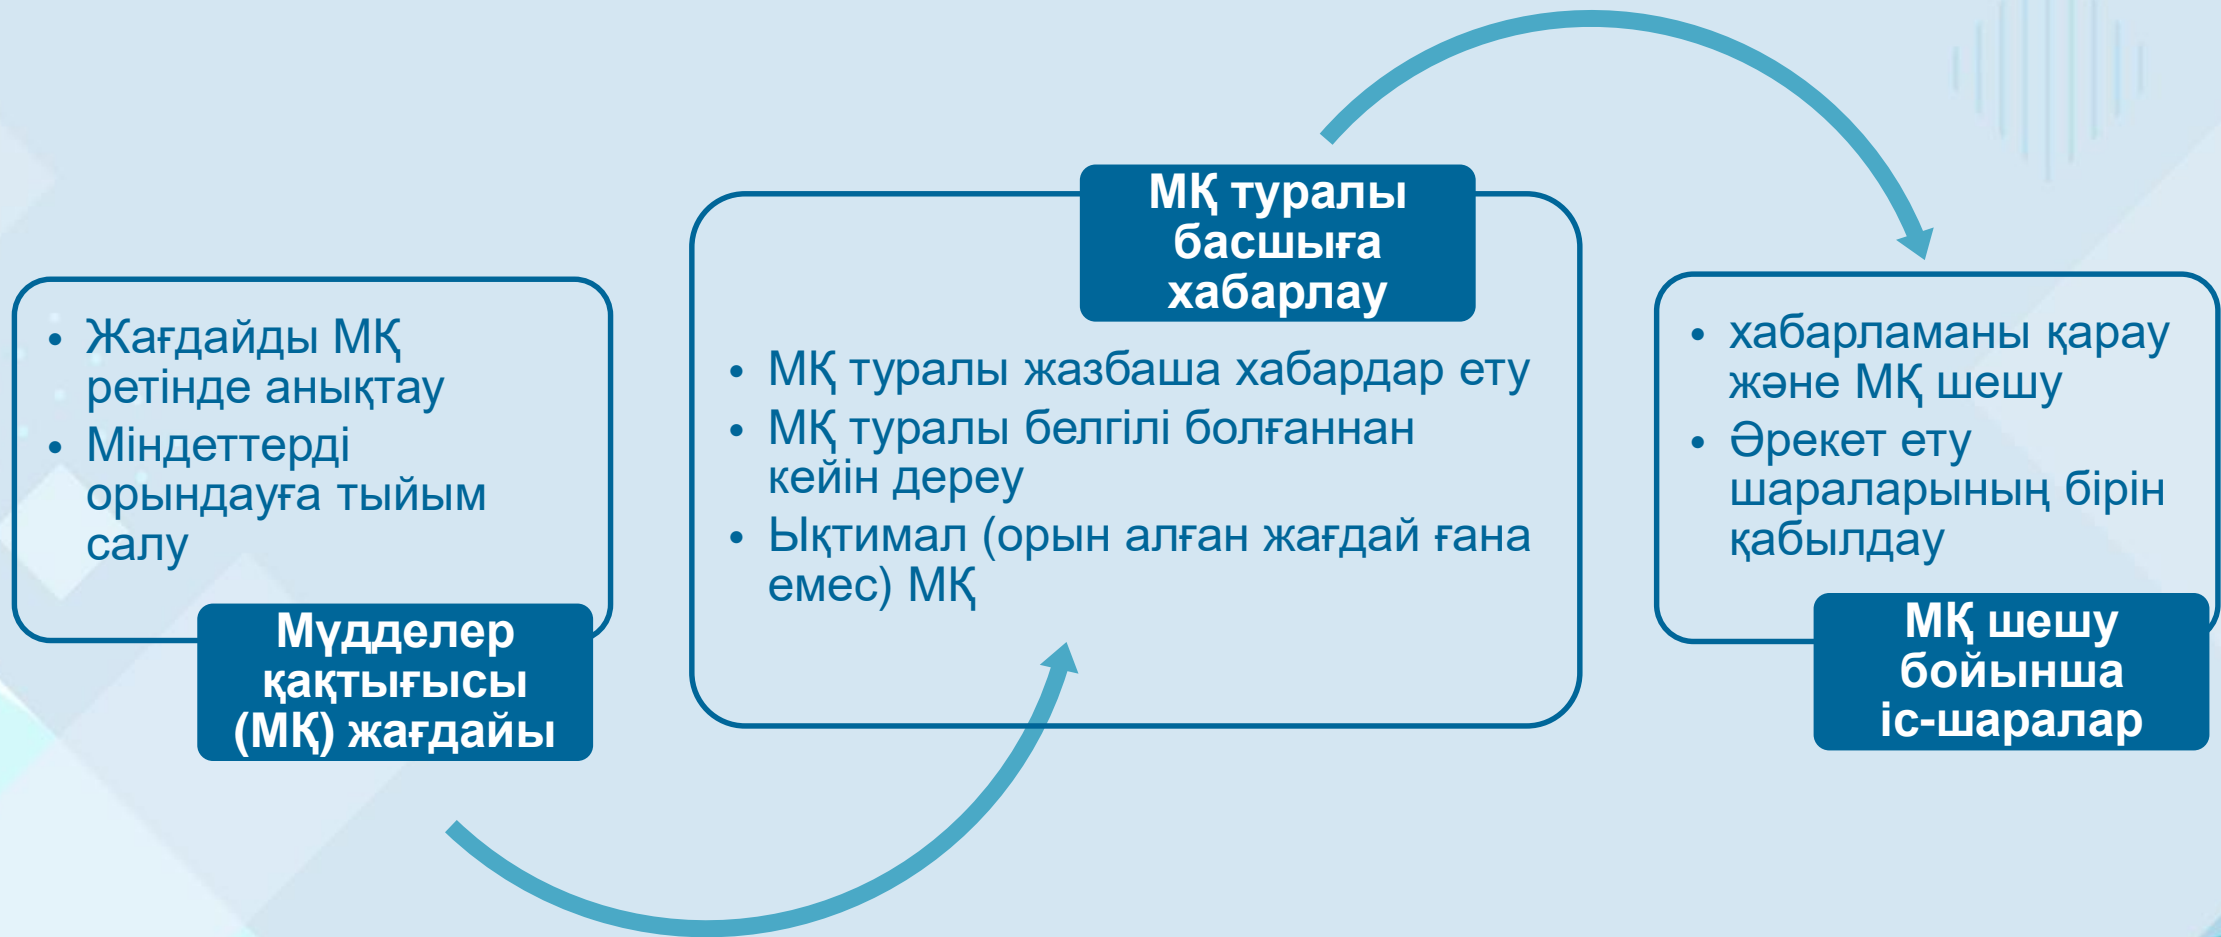 • Жағдайды МҚ
ретінде анықтау
• Міндеттерді
орындауға тыйым
салу
Мүдделер
қақтығысы
(МҚ) жағдайы
МҚ туралы
басшыға
хабарлау
• МҚ туралы жазбаша хабардар ету
• МҚ туралы белгілі болғаннан
кейін дереу
• Ықтимал (орын алған жағдай ғана
емес) МҚ
• хабарламаны қарау
және МҚ шешу
• Әрекет ету
шараларының бірін
қабылдау
МҚ шешу
бойынша
іс-шаралар